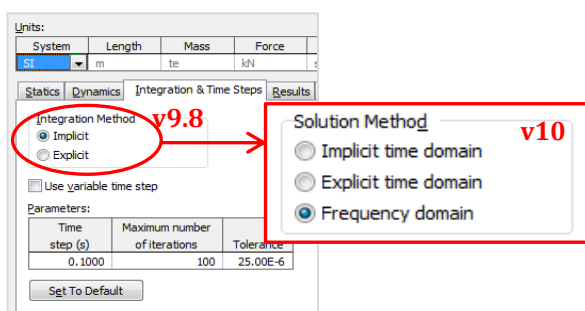 Units:
System Length Mass Force
SI m te kN
Statics Dynamics Integration & Time Steps Results
Integration Method v9.8
Implicit
Explicit
Solution Method v10
Implicit time domain
Explicit time domain
Frequency domain
Use variable time step
Parameters:
Time Maximum number
step (s) of iterations Tolerance
0.1000 100 25.00E-6
Set To Default